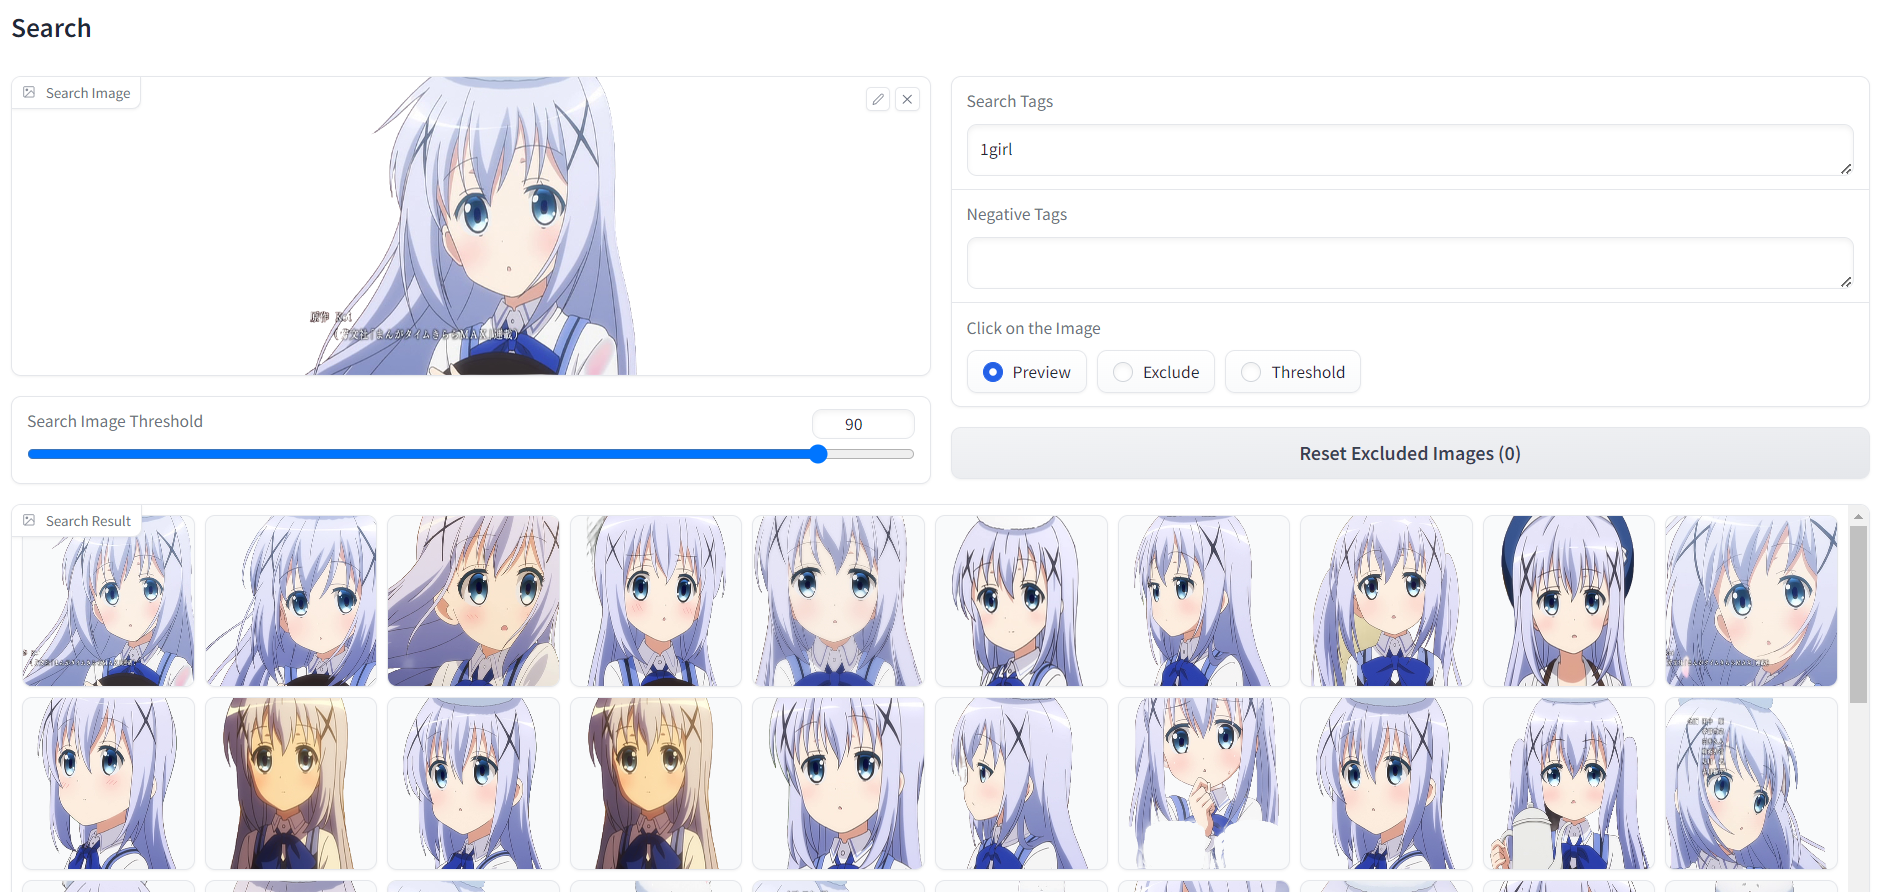 Search
Search Image
Search Tags
1girl
Negative Tags
Click on the Image
Preview
Exclude
Threshold
Search Image Threshold
90
Reset Excluded Images (0)
原作 Koi
(芳文社「まんがタイムきららMAX」連載)
Search Result